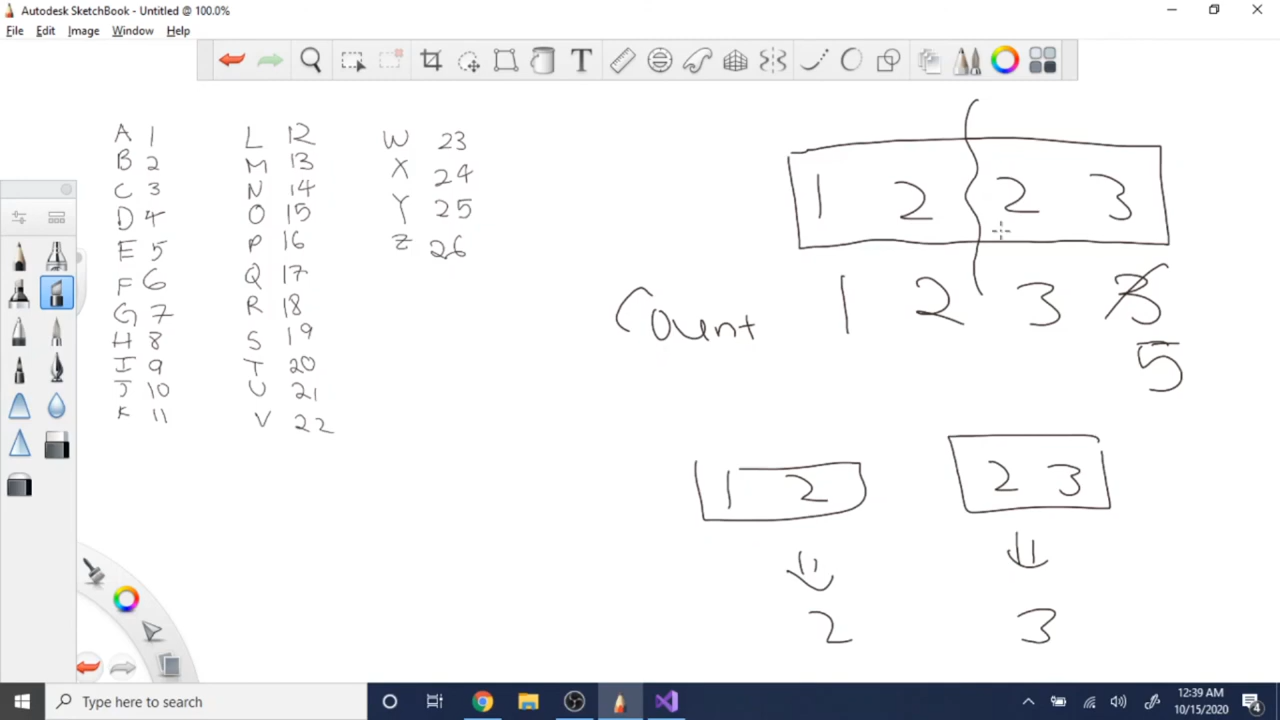 Autodesk SketchBook - Untitled @ 100.0%
File Edit Image Window Help
A 1 L 12 W 23
B 2 M 13 X 24
C 3 N 14 Y 25
D 4 O 15 Z 26
E 5 P 16
F 6 Q 17
G 7 R 18
H 8 S 19
I 9 T 20
J 10 U 21
K 11 V 22
1 2 2 3
Count 1 2 3 3
5
1 2 2 3
2 3
Type here to search
12:39 AM
10/15/2020
4